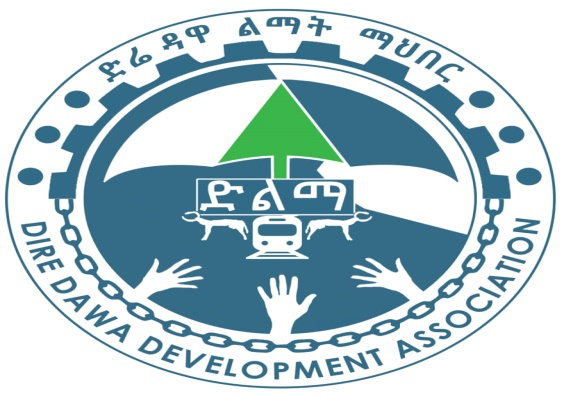 ድሬ ዳዋ ልማት ማህበር
ድልማ
DIRE DAWA DEVELOPMENT ASSOCIATION